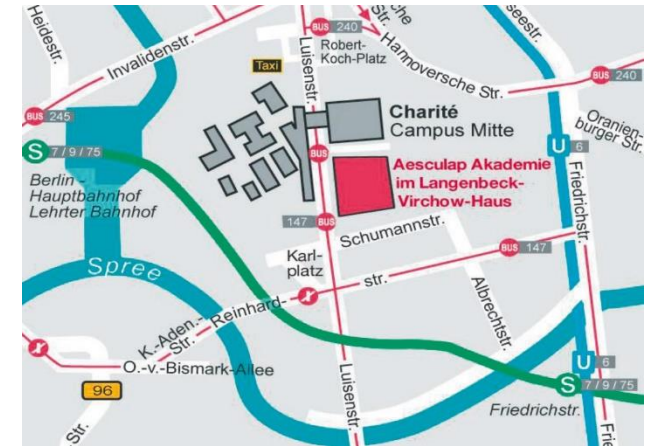 Heidestr.
Invalidenstr.
BUS 240
Robert-
Koch-Platz
Taxi
Luisenstr.
Hannoversche Str.
BUS 240
BUS 245
S 7 / 9 / 75
Berlin -
Hauptbahnhof
Lehrter Bahnhof
Charité
Campus Mitte
BUS
Aesculap Akademie
im Langenbeck-
Virchow-Haus
Oranien-
burger Str.
U 6
Friedrichstr.
147 BUS
Schumannstr.
BUS 147
Karl-
platz
Spree
Reinhard-
str.
K.-Aden.-
Str.
O.-v.-Bismark-Allee
96
Albrechtstr.
Luisenstr.
U 6
S 7 / 9 / 75
Friedrichstr.
Str.